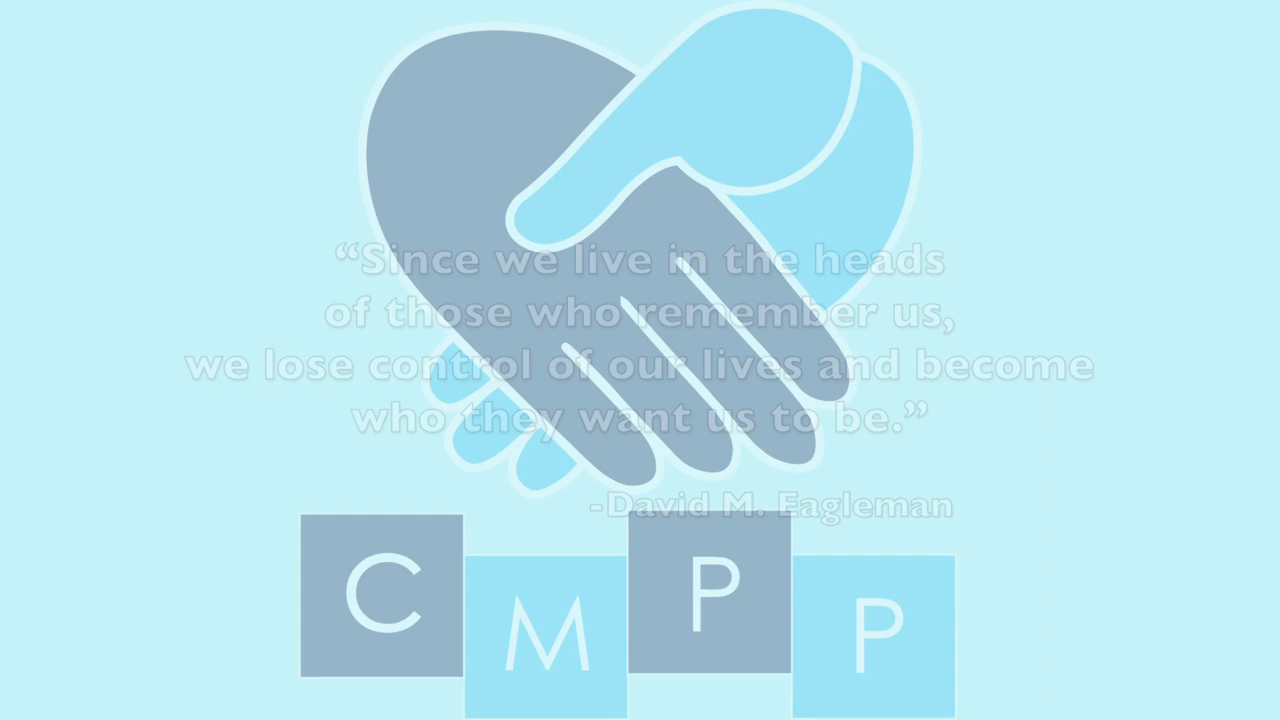 “Since we live in the heads
of those who remember us,
we lose control of our lives and become
who they want us to be.”
-David M. Eagleman
C M P P